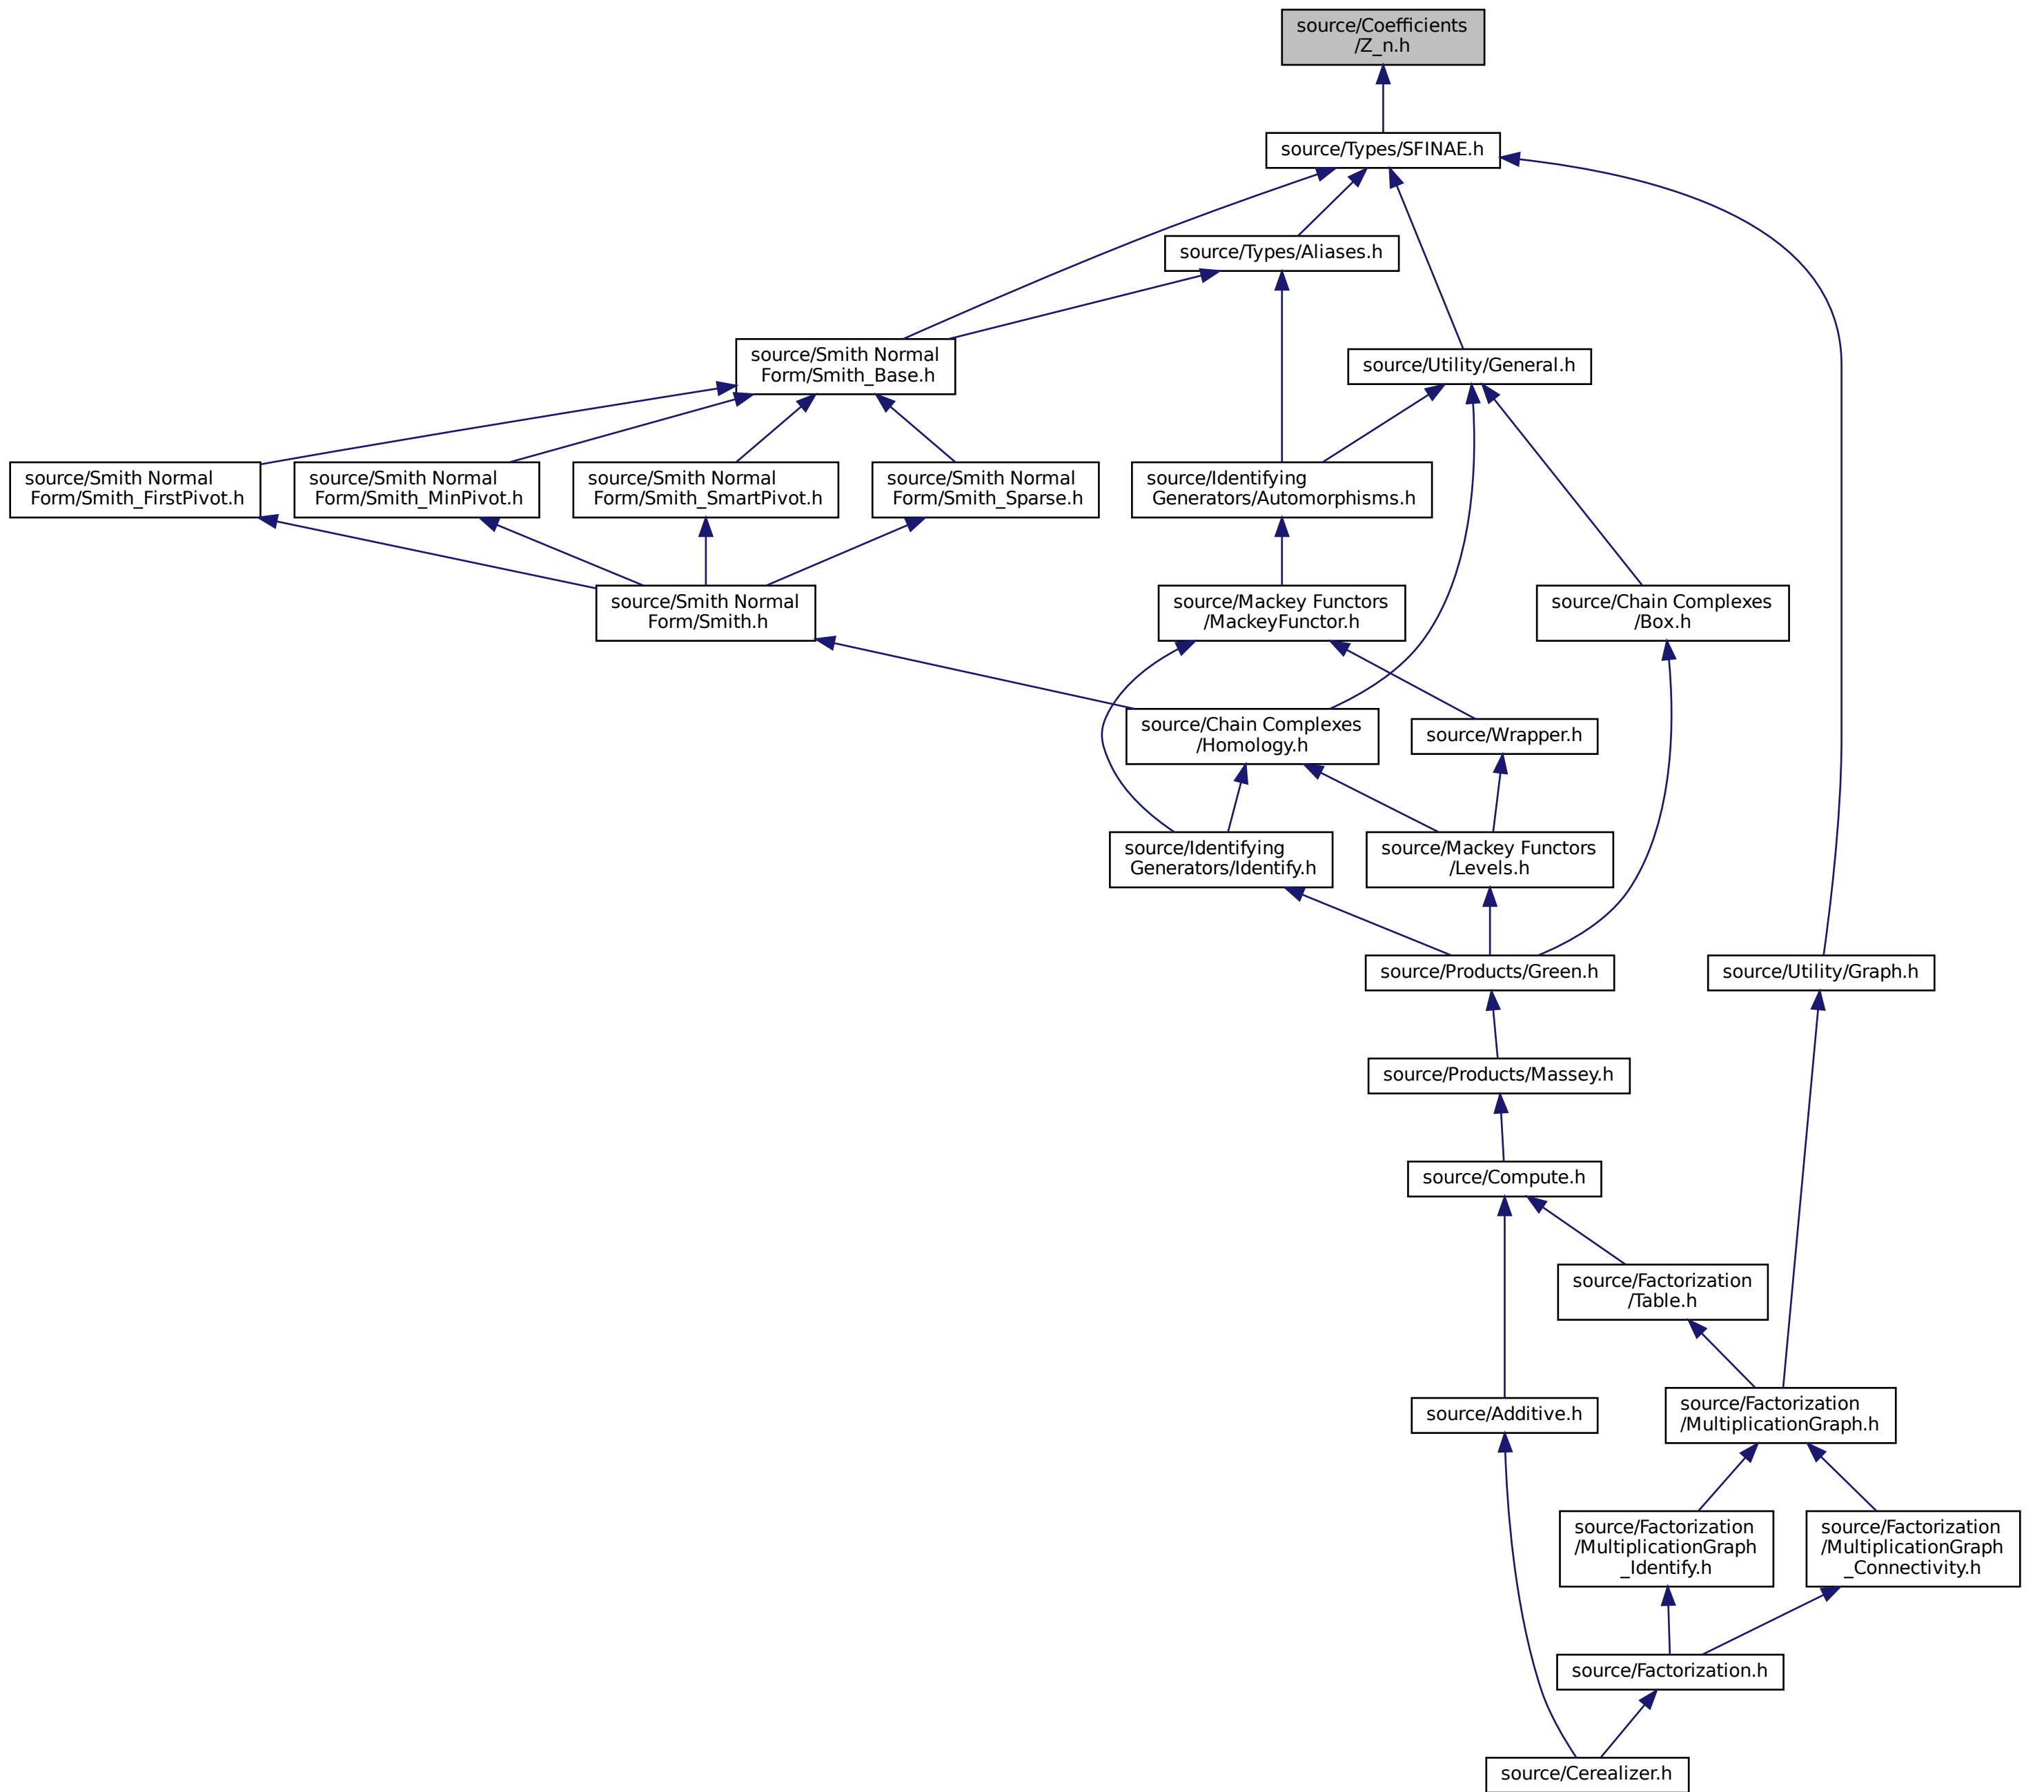 source/Coefficients
/Z_n.h
source/Types/SFINAE.h
source/Types/Aliases.h
source/Smith Normal
Form/Smith_Base.h
source/Utility/General.h
source/Smith Normal
Form/Smith_FirstPivot.h
source/Smith Normal
Form/Smith_MinPivot.h
source/Smith Normal
Form/Smith_SmartPivot.h
source/Smith Normal
Form/Smith_Sparse.h
source/Identifying
Generators/Automorphisms.h
source/Smith Normal
Form/Smith.h
source/Mackey Functors
/MackeyFunctor.h
source/Chain Complexes
/Box.h
source/Chain Complexes
/Homology.h
source/Wrapper.h
source/Identifying
Generators/Identify.h
source/Mackey Functors
/Levels.h
source/Products/Green.h
source/Utility/Graph.h
source/Products/Massey.h
source/Compute.h
source/Factorization
/Table.h
source/Additive.h
source/Factorization
/MultiplicationGraph.h
source/Factorization
/MultiplicationGraph
_Identify.h
source/Factorization
/MultiplicationGraph
_Connectivity.h
source/Factorization.h
source/Cerealizer.h